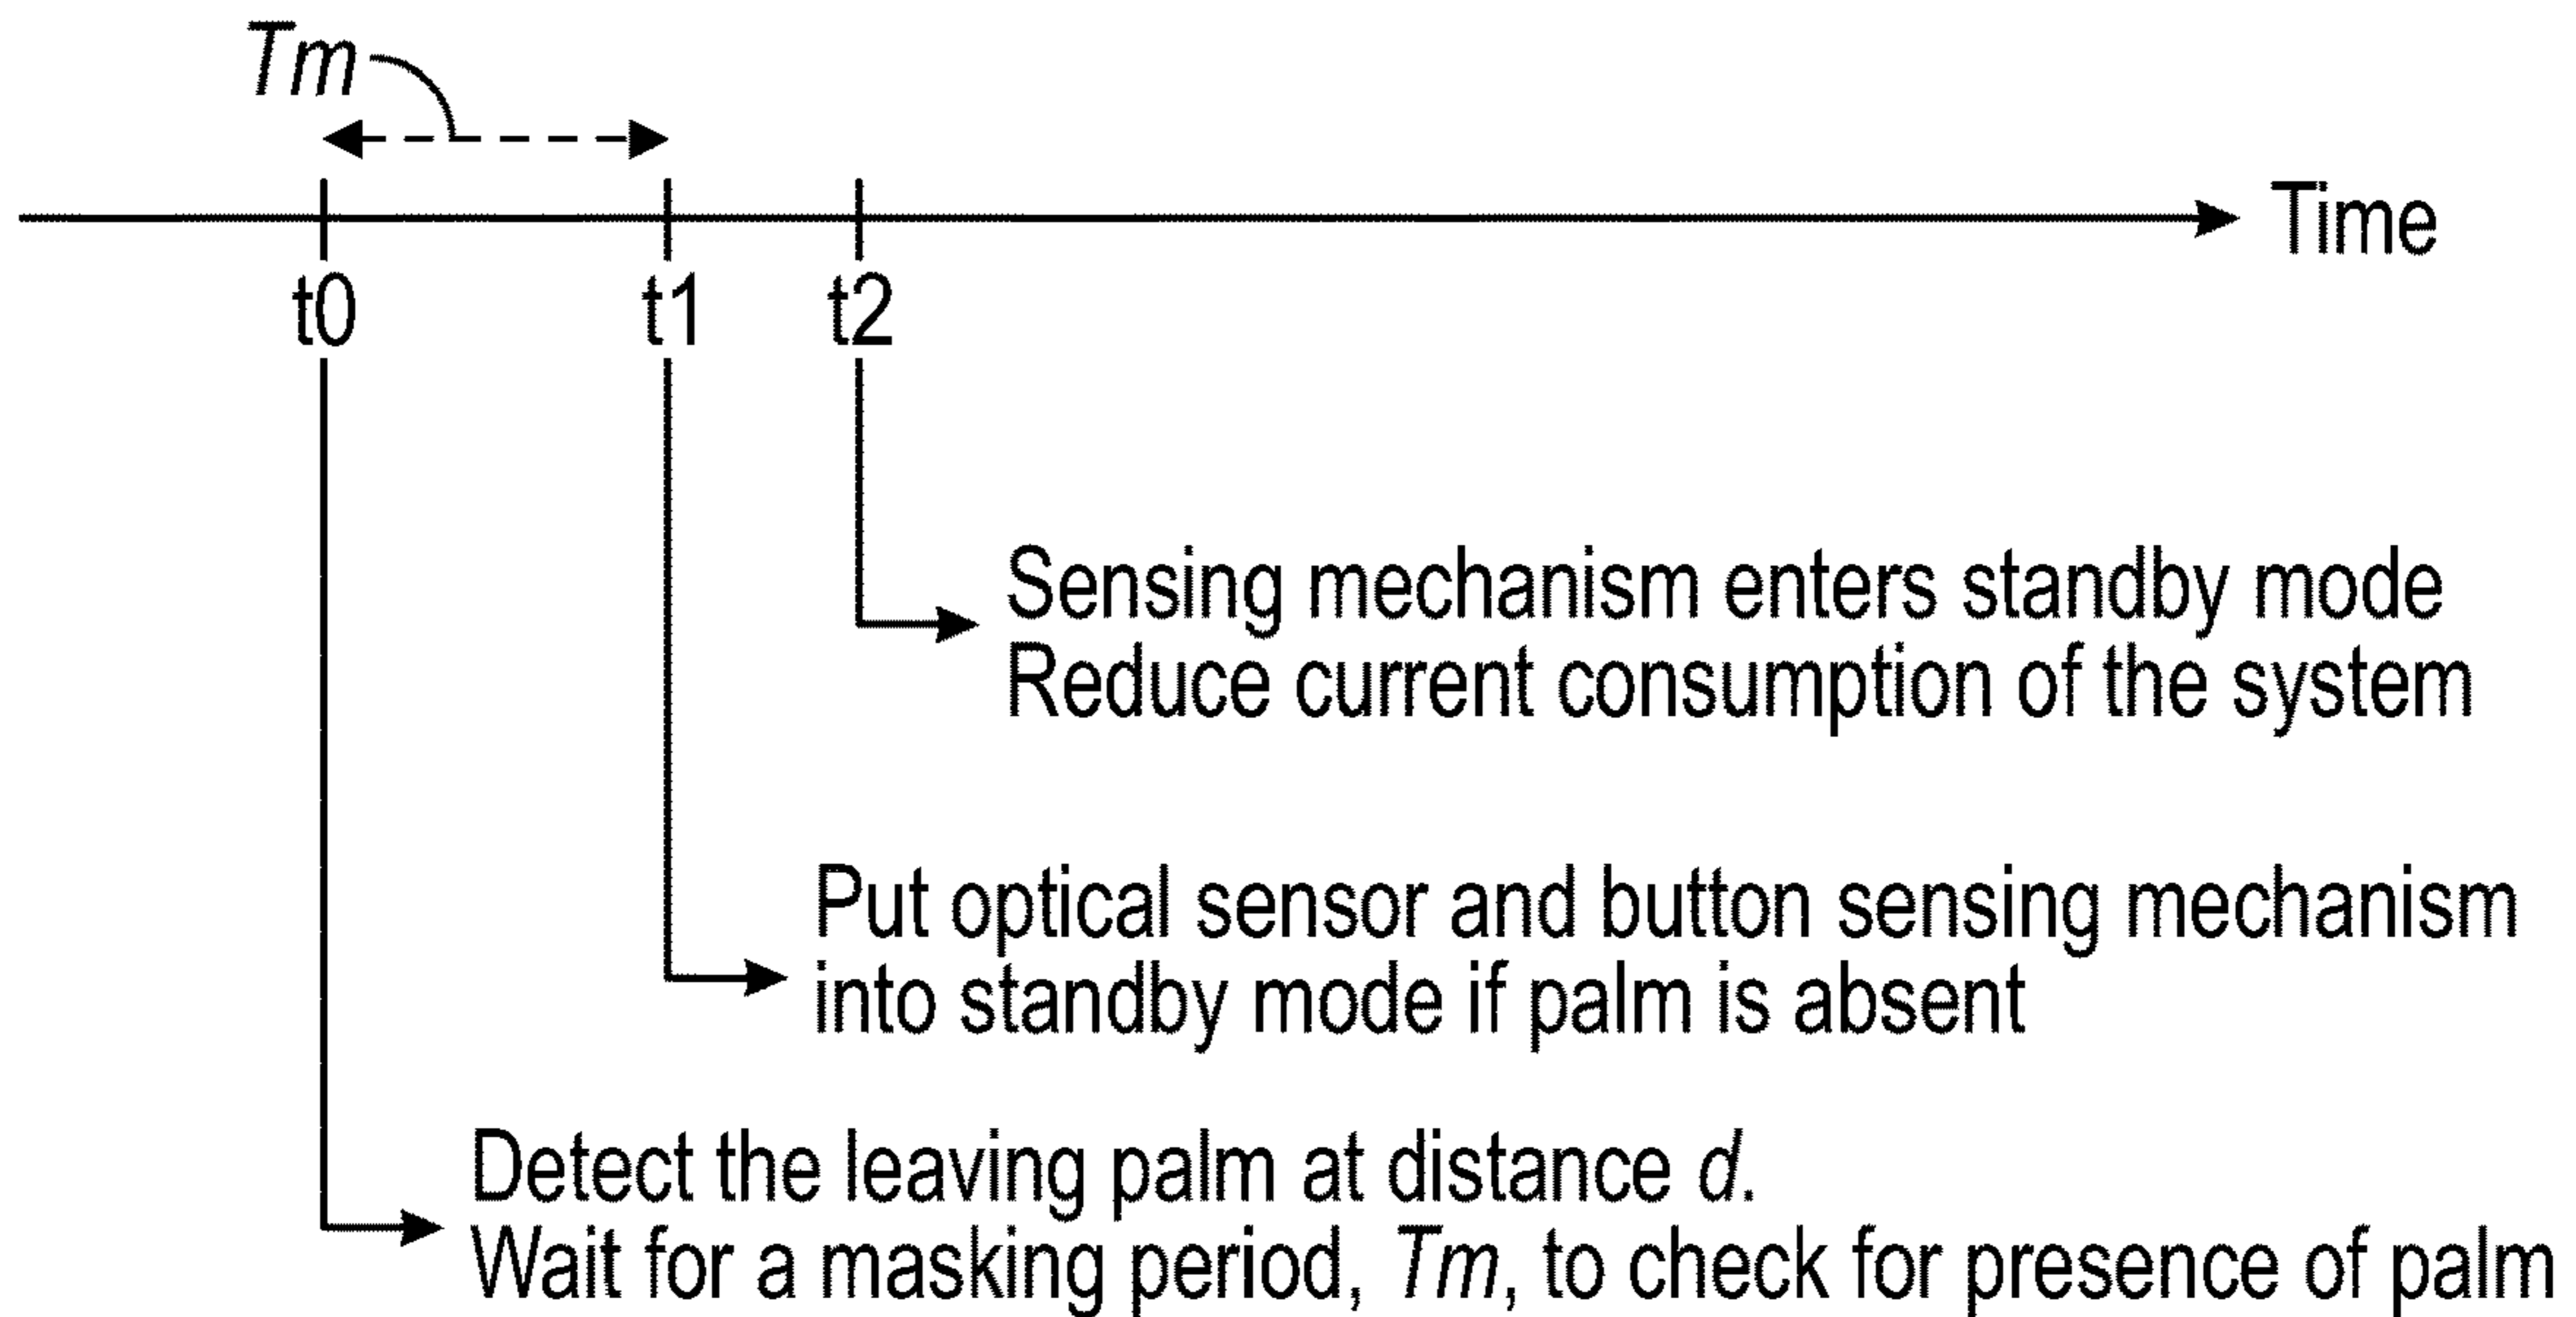 Tm
Time
t0
t1
t2
Sensing mechanism enters standby mode
Reduce current consumption of the system
Put optical sensor and button sensing mechanism
into standby mode if palm is absent
Detect the leaving palm at distance d.
Wait for a masking period, Tm, to check for presence of palm